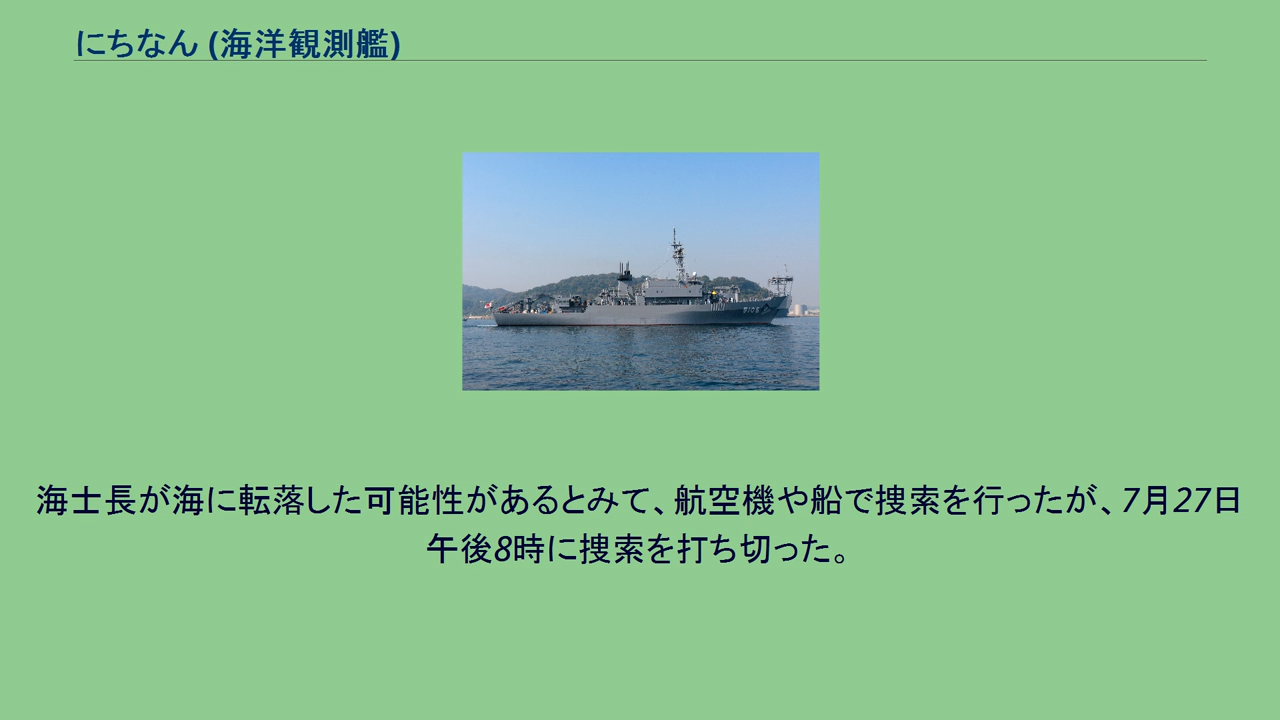 にちなん (海洋観測艦)
5105
海士長が海に転落した可能性があるとみて、航空機や船で捜索を行ったが、7月27日
午後8時に捜索を打ち切った。